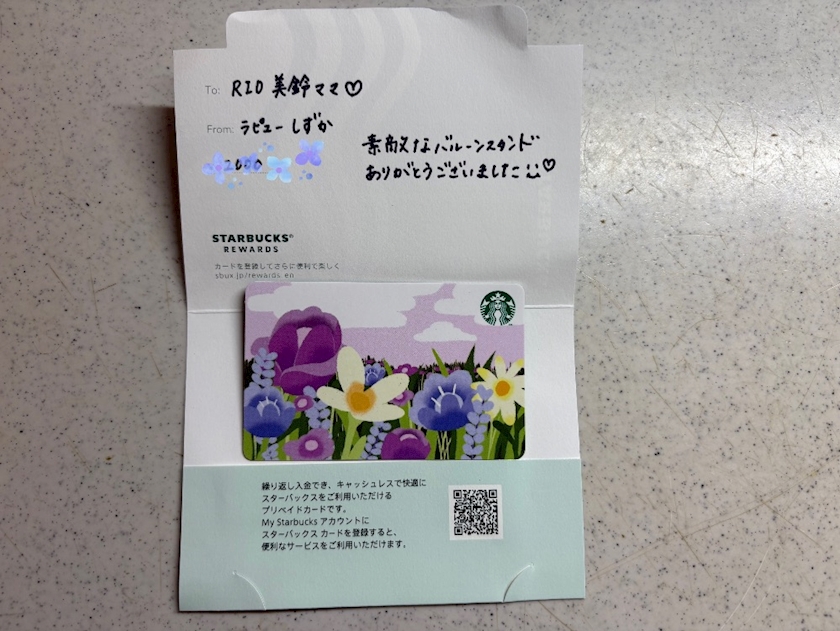 To: RIO 美鈴ママ♡
From: ラピュー しずか
素敵なバルーンスタンド
ありがとうございました♡
STARBUCKS®
REWARDS
カードを登録してさらに便利で楽しく
sbux.jp/rewards_en
繰り返し入金でき、キャッシュレスで快適に
スターバックスをご利用いただける
プリペイドカードです。
My Starbucks アカウントに
スターバックス カードを登録すると、
便利なサービスをご利用いただけます。